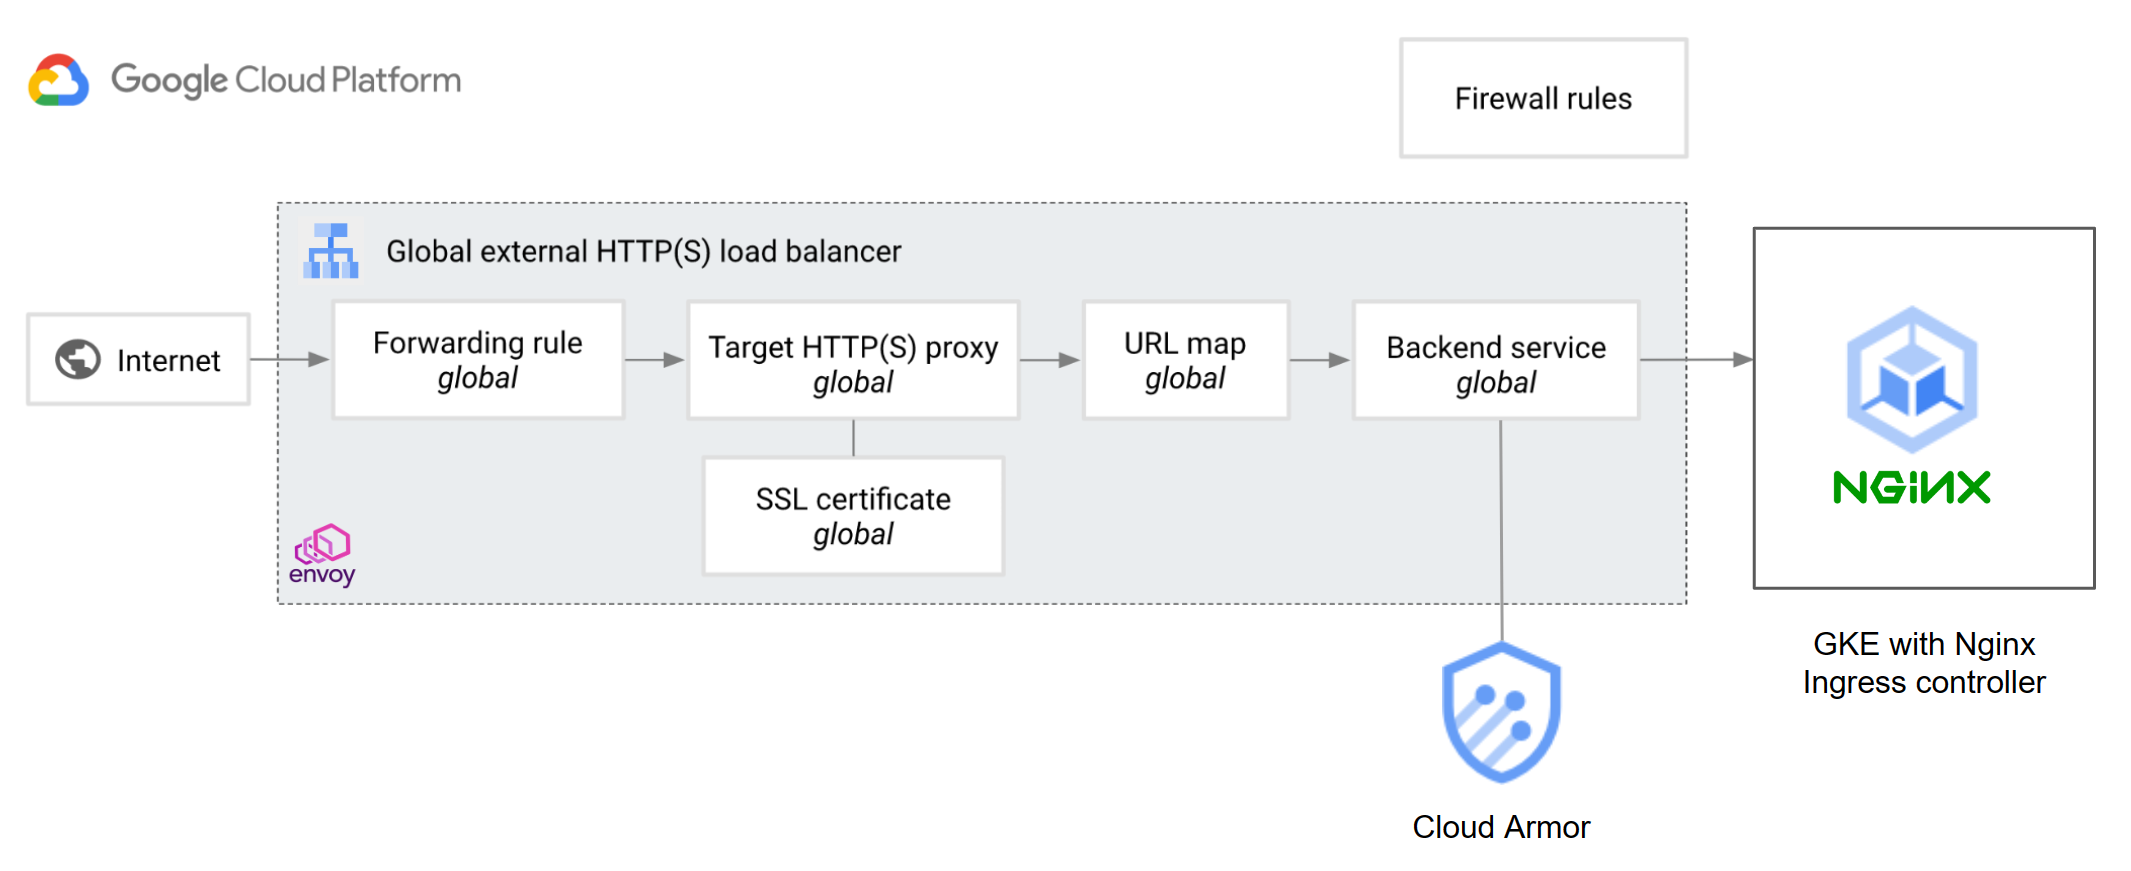 Google Cloud Platform
Firewall rules
Global external HTTP(S) load balancer
Internet
Forwarding rule
global
Target HTTP(S) proxy
global
URL map
global
Backend service
global
SSL certificate
global
envoy
NGINX
GKE with Nginx
Ingress controller
Cloud Armor